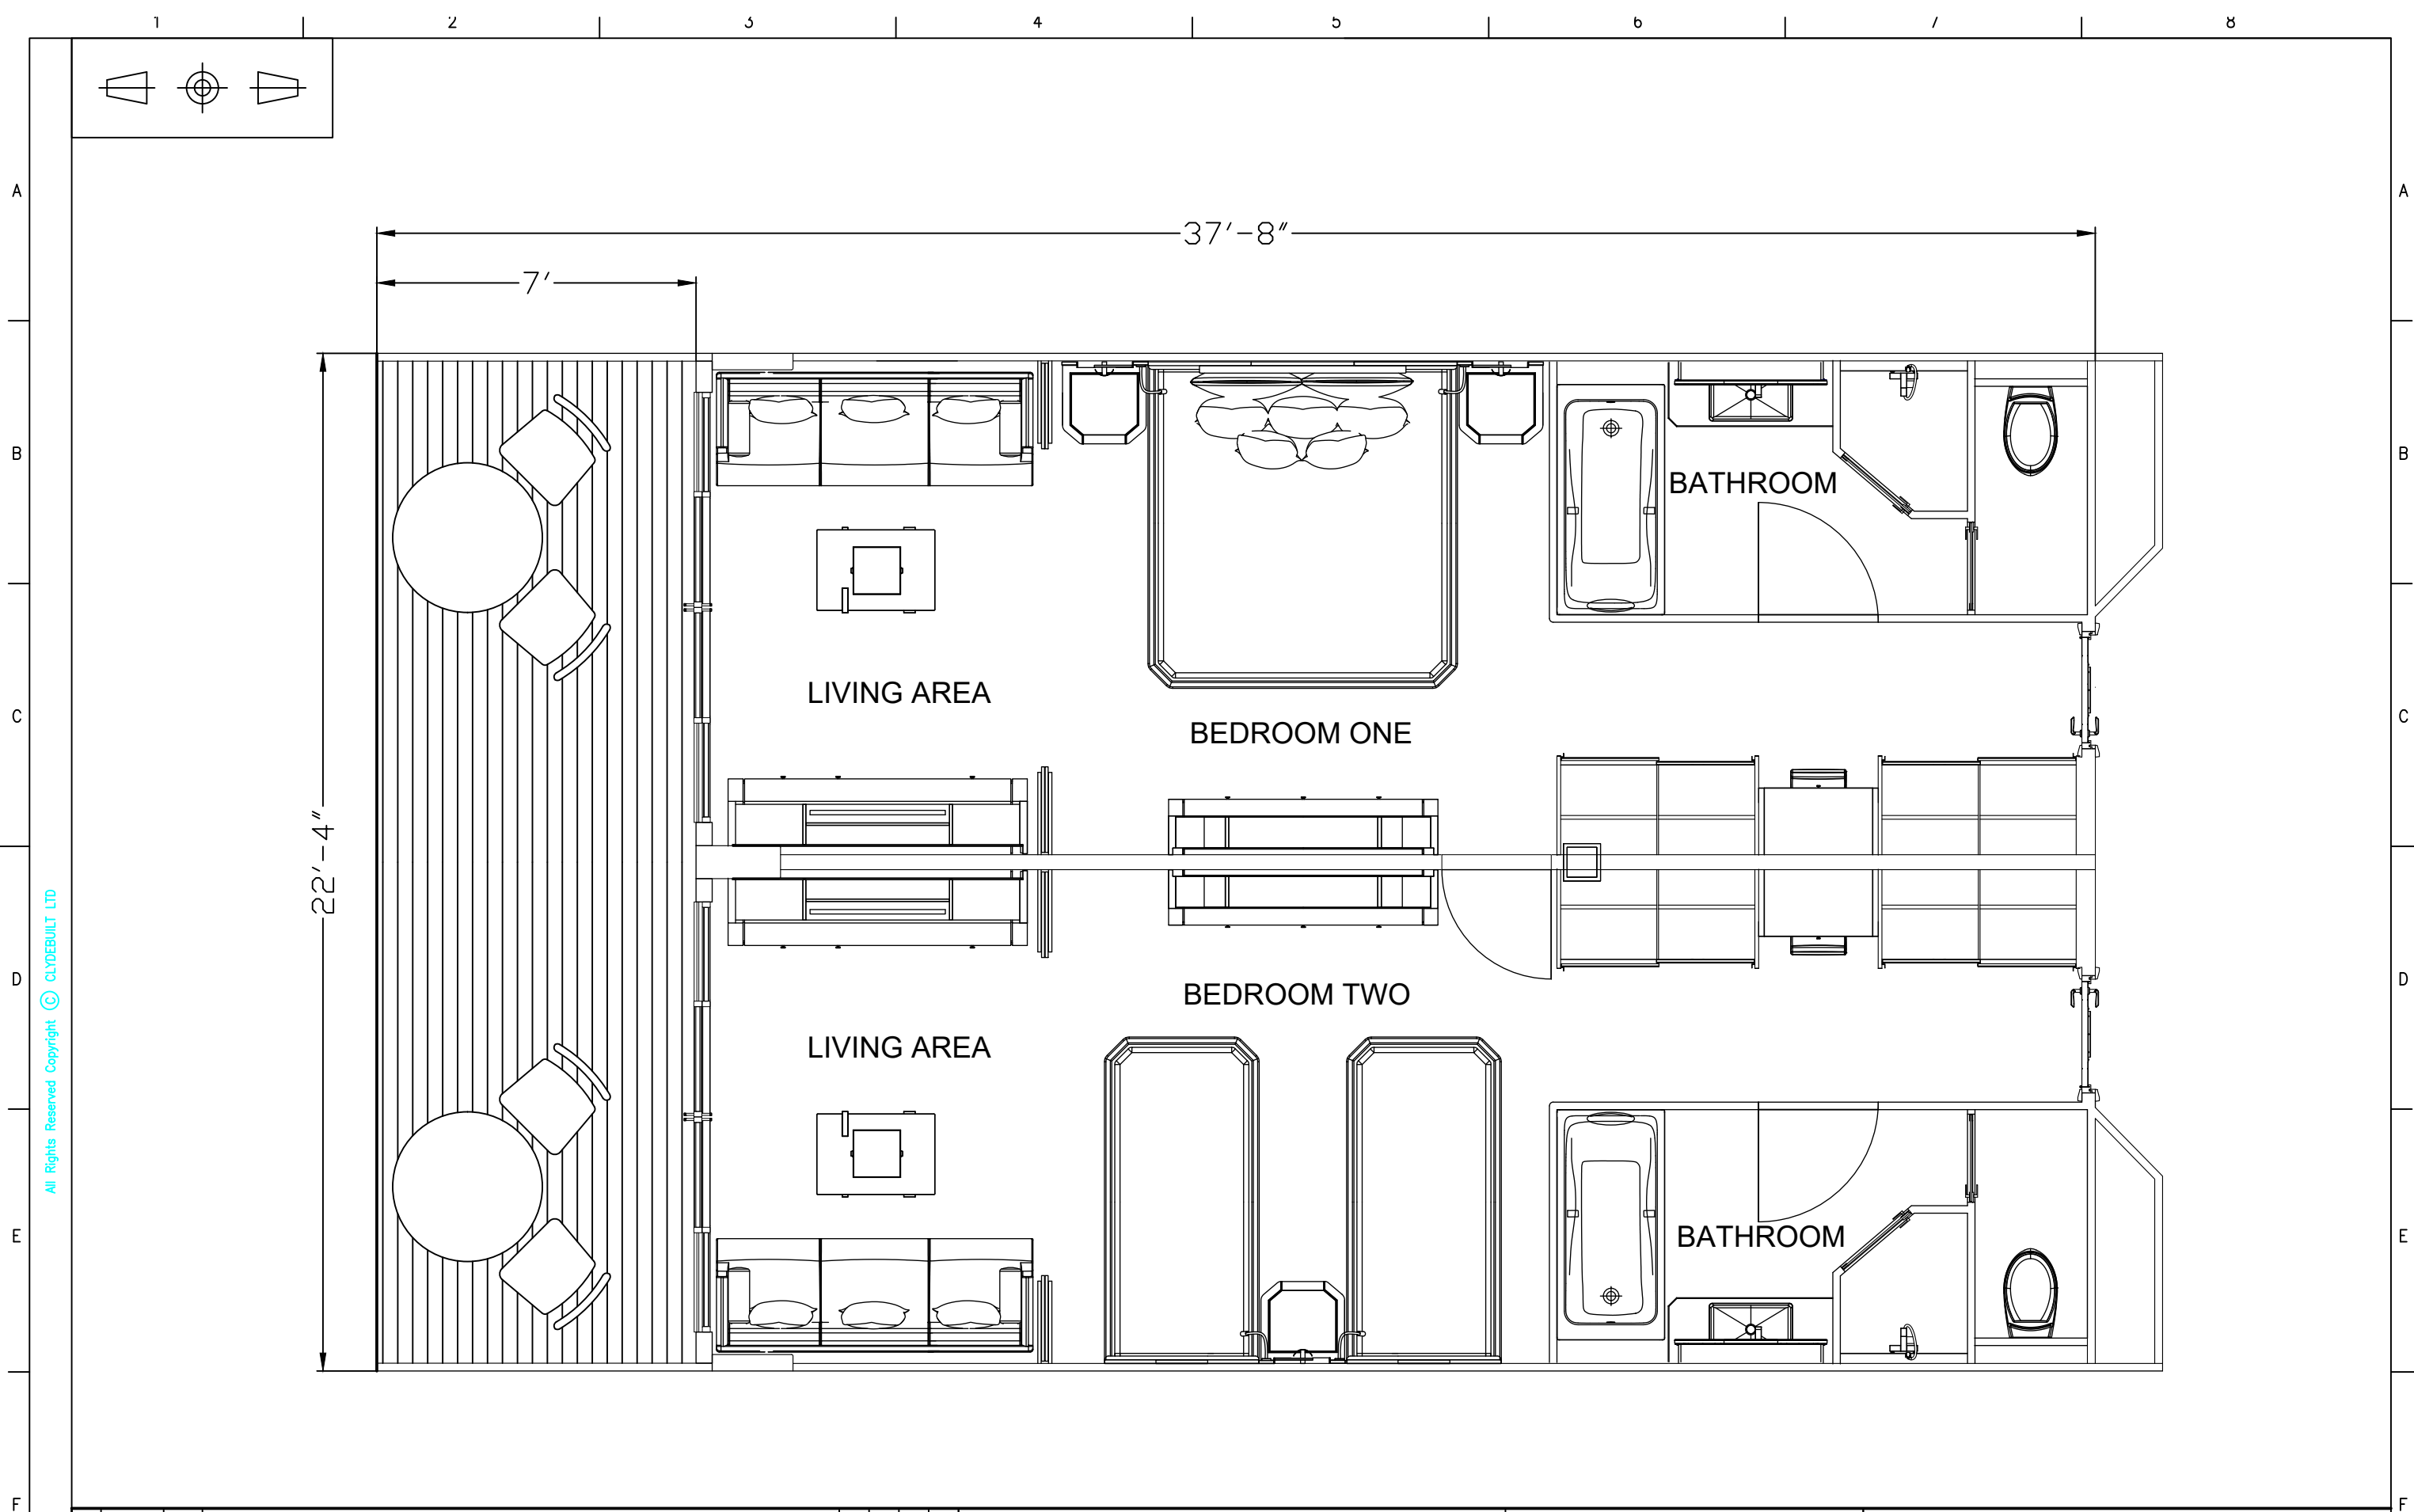 1 2 3 4 5 6 7 8
A A
37'-8"
7'
B B
BATHROOM
LIVING AREA
C C
BEDROOM ONE
22'-4"
All Rights Reserved Copyright © CLYDEBUILT LTD
D D
BEDROOM TWO
LIVING AREA
E E
BATHROOM
F F